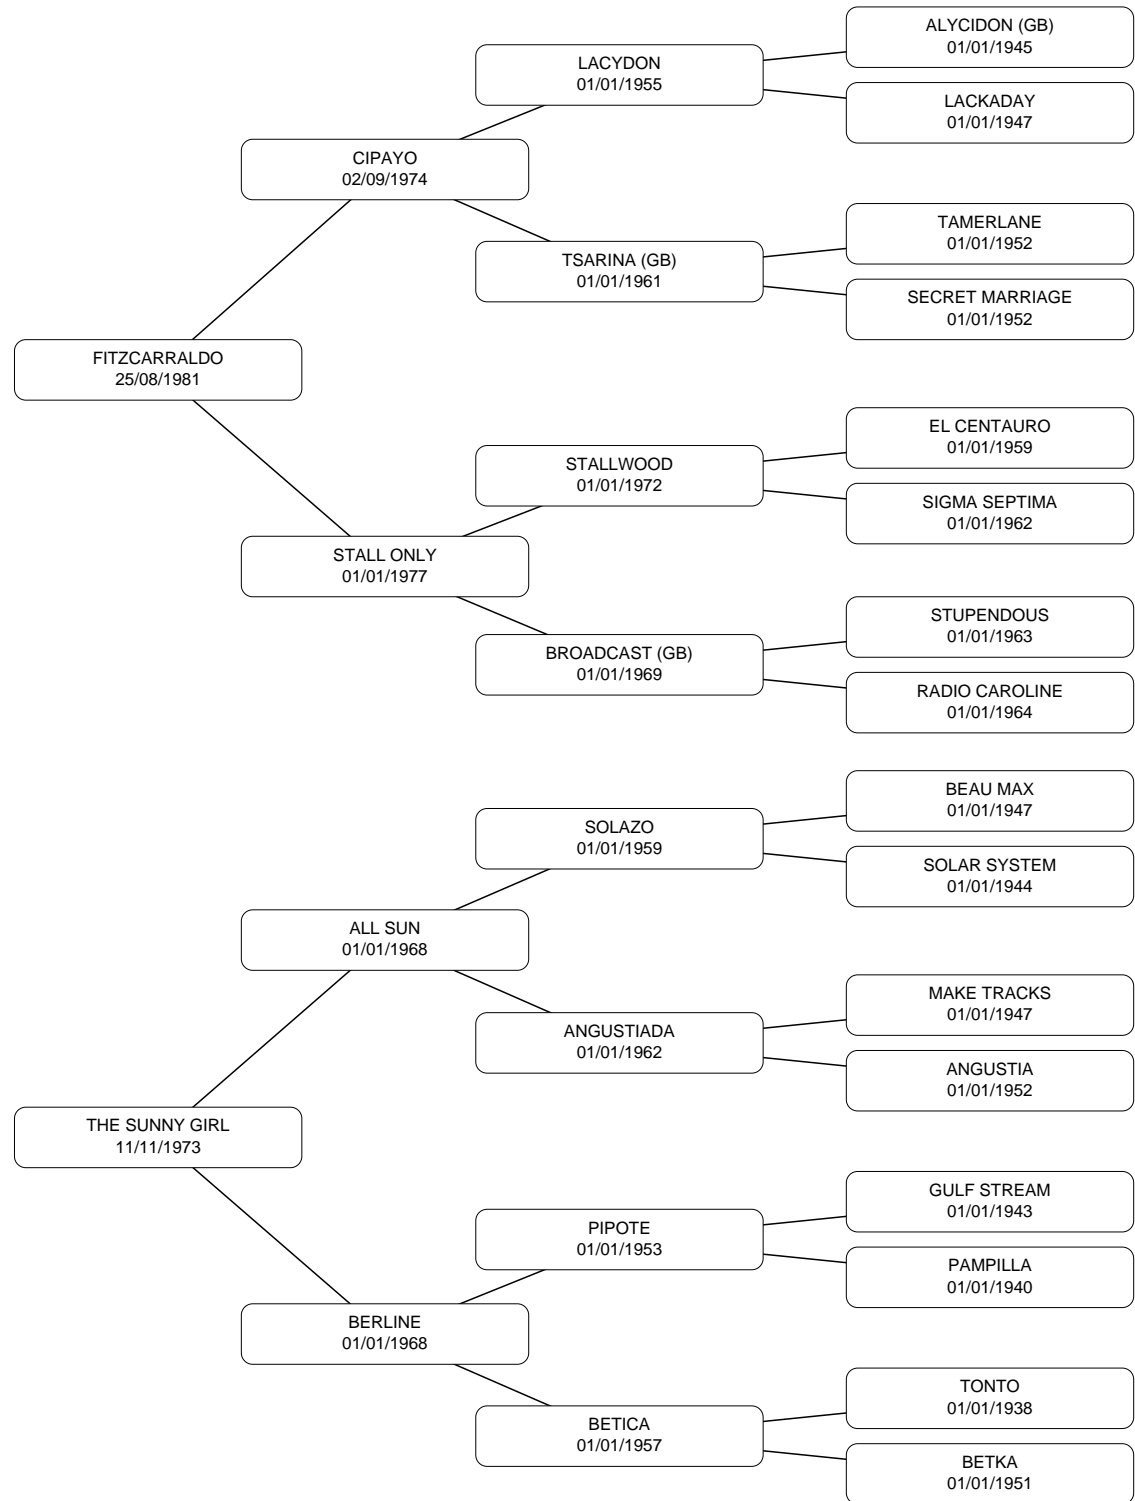 ALYCIDON (GB)
01/01/1945
LACYDON
01/01/1955
LACKADAY
01/01/1947
CIPAYO
02/09/1974
TAMERLANE
01/01/1952
TSARINA (GB)
01/01/1961
SECRET MARRIAGE
01/01/1952
FITZCARRALDO
25/08/1981
EL CENTAURO
01/01/1959
STALLWOOD
01/01/1972
SIGMA SEPTIMA
01/01/1962
STALL ONLY
01/01/1977
STUPENDOUS
01/01/1963
BROADCAST (GB)
01/01/1969
RADIO CAROLINE
01/01/1964
BEAU MAX
01/01/1947
SOLAZO
01/01/1959
SOLAR SYSTEM
01/01/1944
ALL SUN
01/01/1968
MAKE TRACKS
01/01/1947
ANGUSTIADA
01/01/1962
ANGUSTIA
01/01/1952
THE SUNNY GIRL
11/11/1973
GULF STREAM
01/01/1943
PIPOTE
01/01/1953
PAMPILLA
01/01/1940
BERLINE
01/01/1968
TONTO
01/01/1938
BETICA
01/01/1957
BETKA
01/01/1951